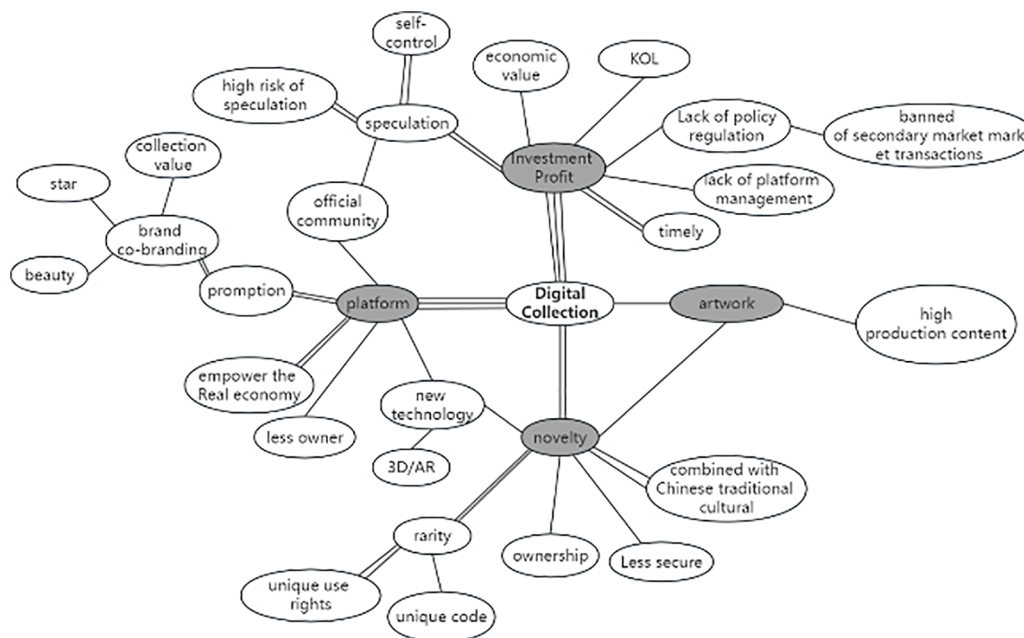 self-
control
economic
value
KOL
high risk of
speculation
speculation
Lack of policy
regulation
banned
of secondary market mark
et transactions
collection
value
star
Investment
Profit
lack of platform
management
official
community
timely
brand
co-branding
beauty
promption
platform
Digital
Collection
artwork
high
production content
empower the
Real economy
new
technology
less owner
novelty
3D/AR
combined with
Chinese traditional
cultural
rarity
ownership
Less secure
unique use
rights
unique code